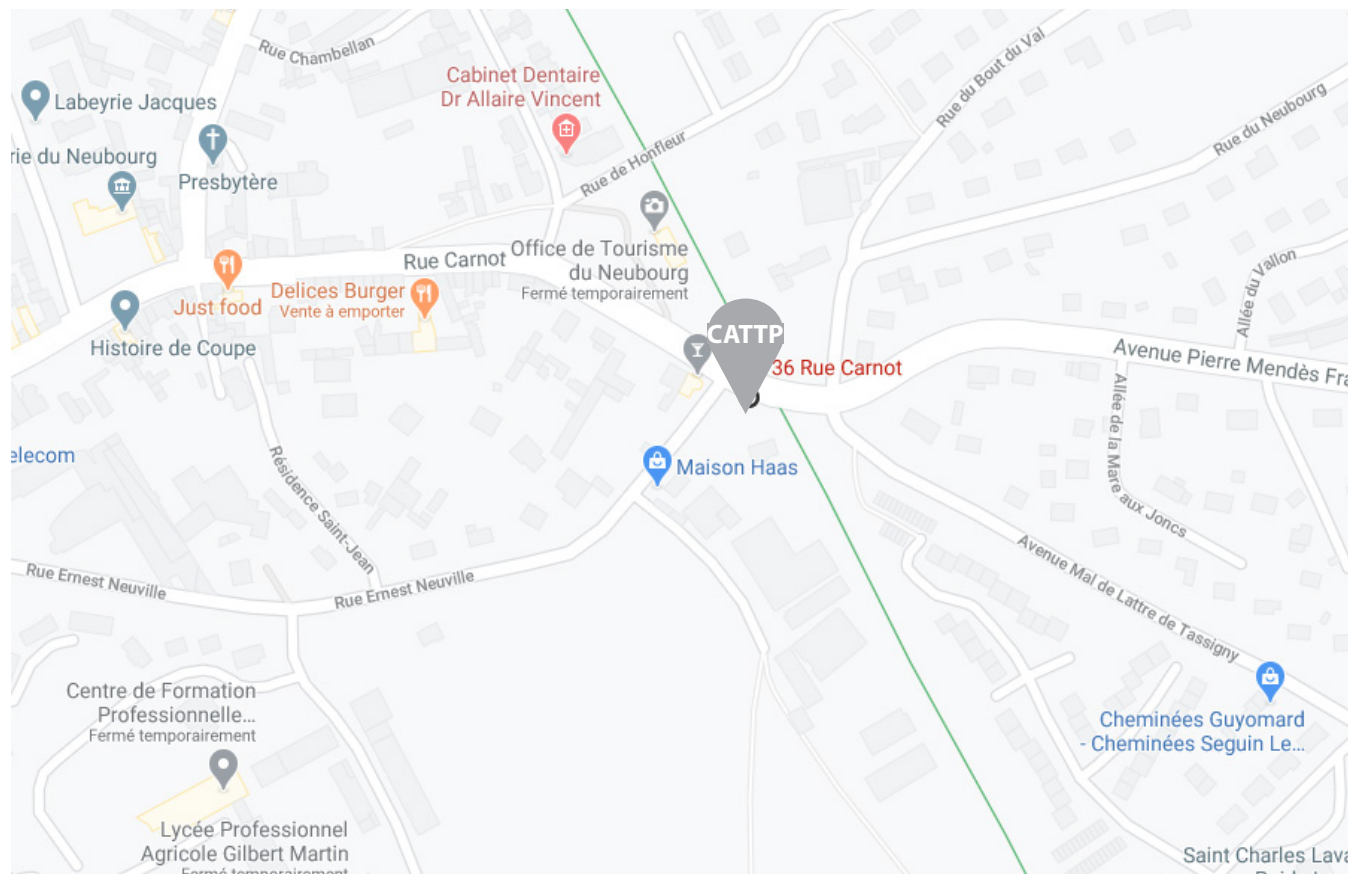 Rue Chambellan
Cabinet Dentaire
Dr Allaire Vincent
Rue du Bout du Val
Labeyrie Jacques
Rue du Neubourg
rie du Neubourg
Presbytère
Rue de Honfleur
Rue Carnot
Office de Tourisme
du Neubourg
Fermé temporairement
Allée du Vallon
Just food
Delices Burger
Vente à emporter
Histoire de Coupe
CATTP
36 Rue Carnot
Avenue Pierre Mendès Fra
Allée de la Mare aux Joncs
elecom
Résidence Saint-Jean
Maison Haas
Rue Ernest Neuville
Rue Ernest Neuville
Avenue Mal de Lattre de Tassigny
Centre de Formation
Professionnelle...
Fermé temporairement
Cheminées Guyomard
- Cheminées Seguin Le...
Lycée Professionnel
Agricole Gilbert Martin
Fermé temporairement
Saint Charles Lava